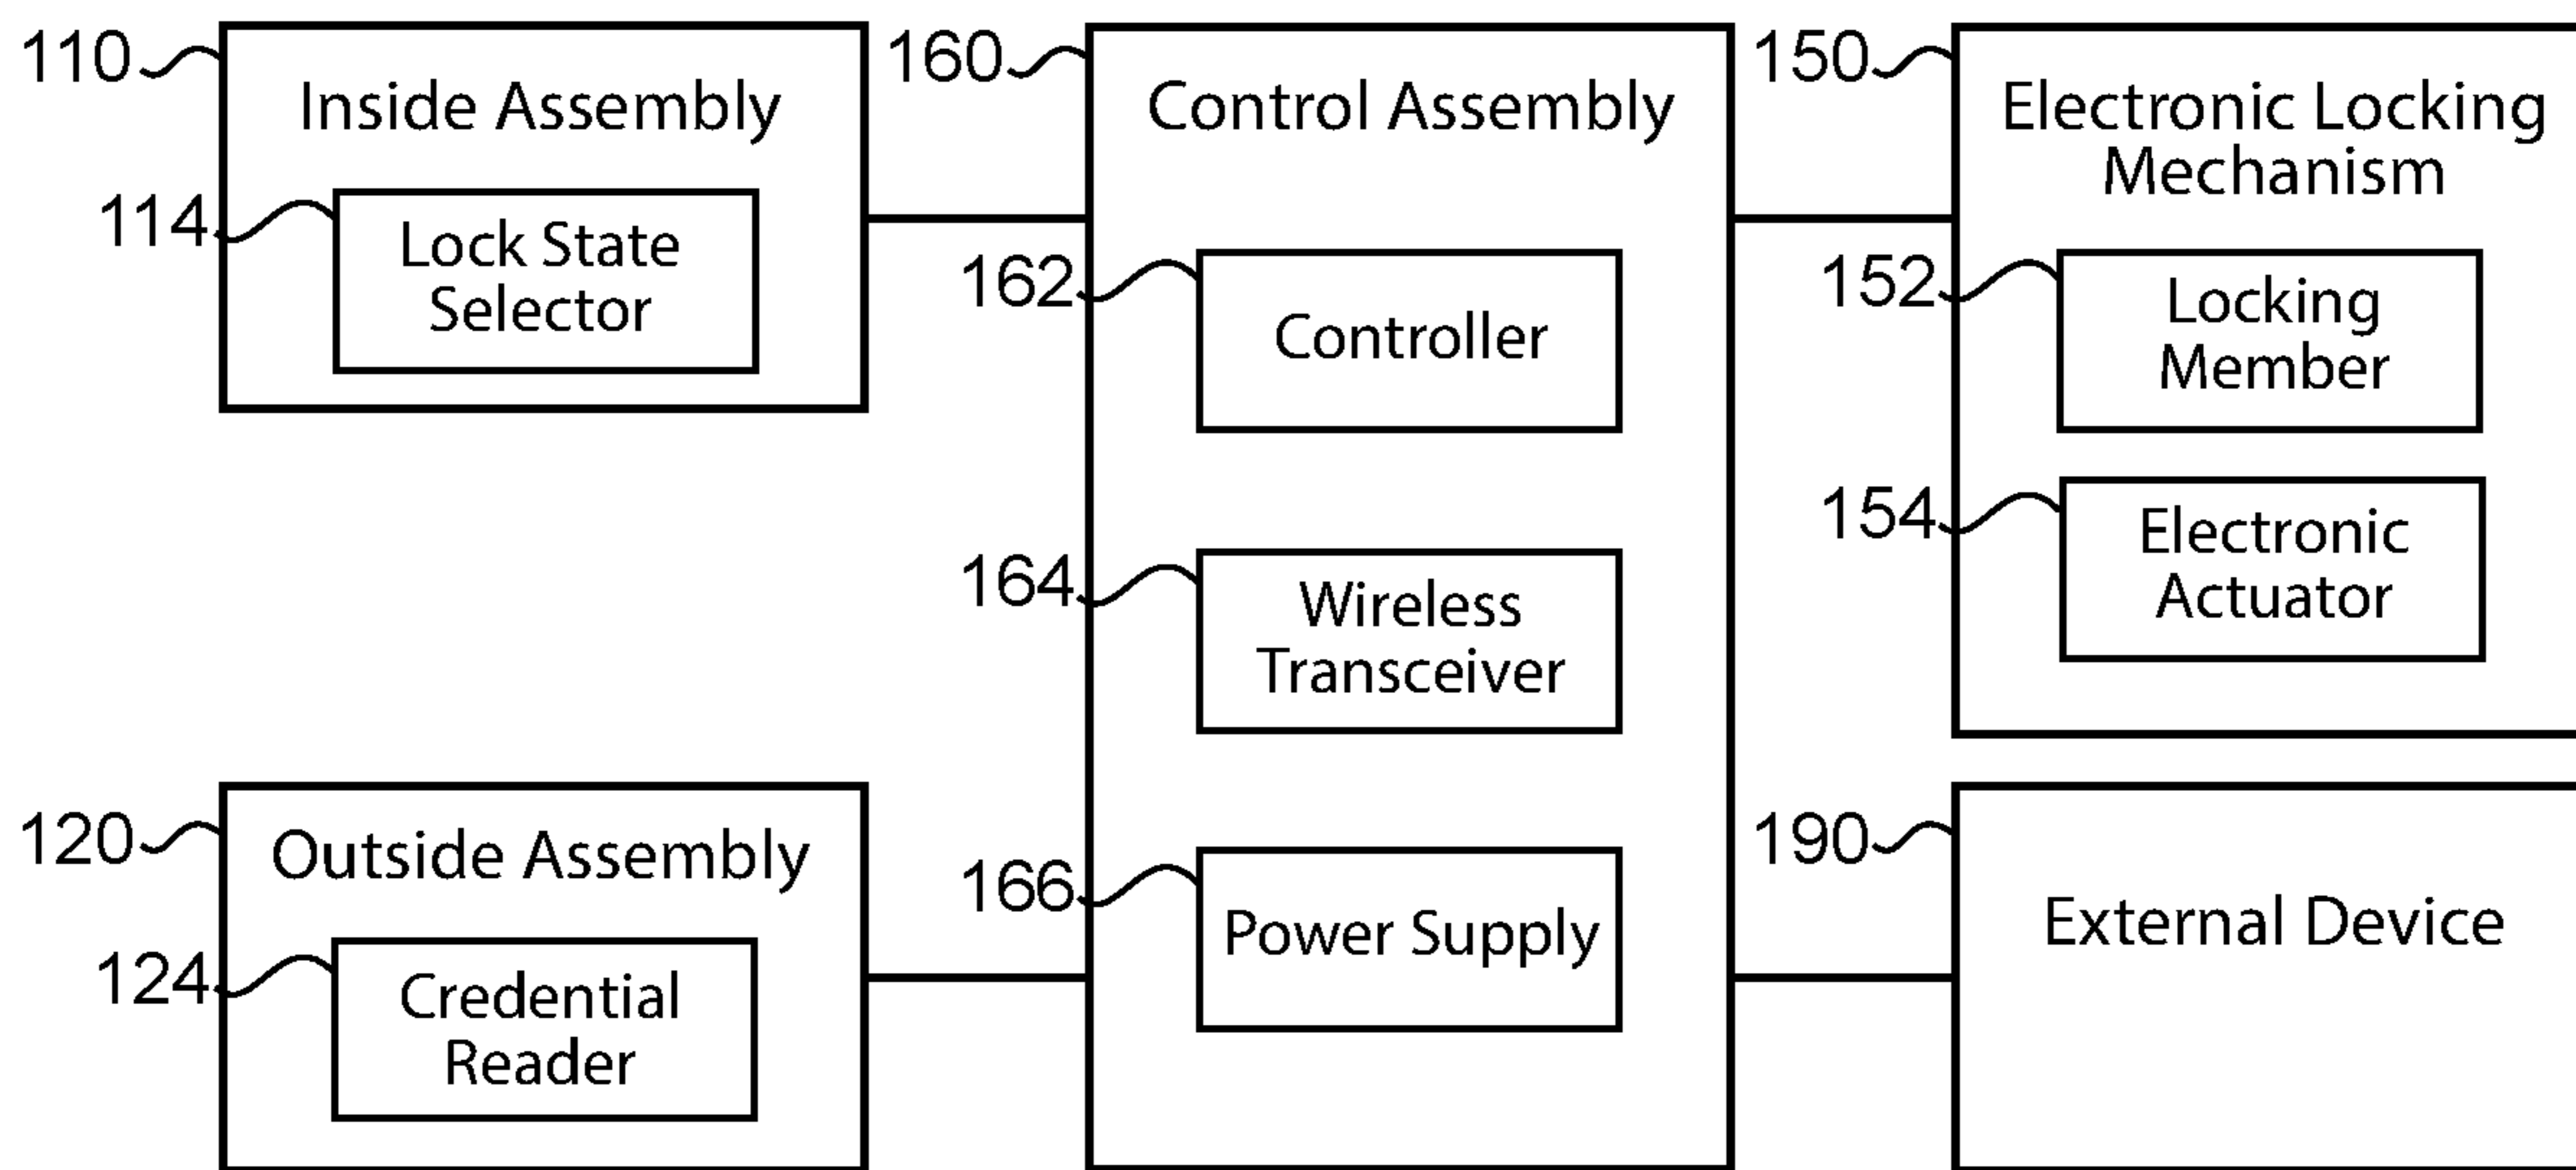 110
Inside Assembly
114
Lock State
Selector
120
Outside Assembly
124
Credential
Reader
160
Control Assembly
162
Controller
164
Wireless
Transceiver
166
Power Supply
150
Electronic Locking
Mechanism
152
Locking
Member
154
Electronic
Actuator
190
External Device